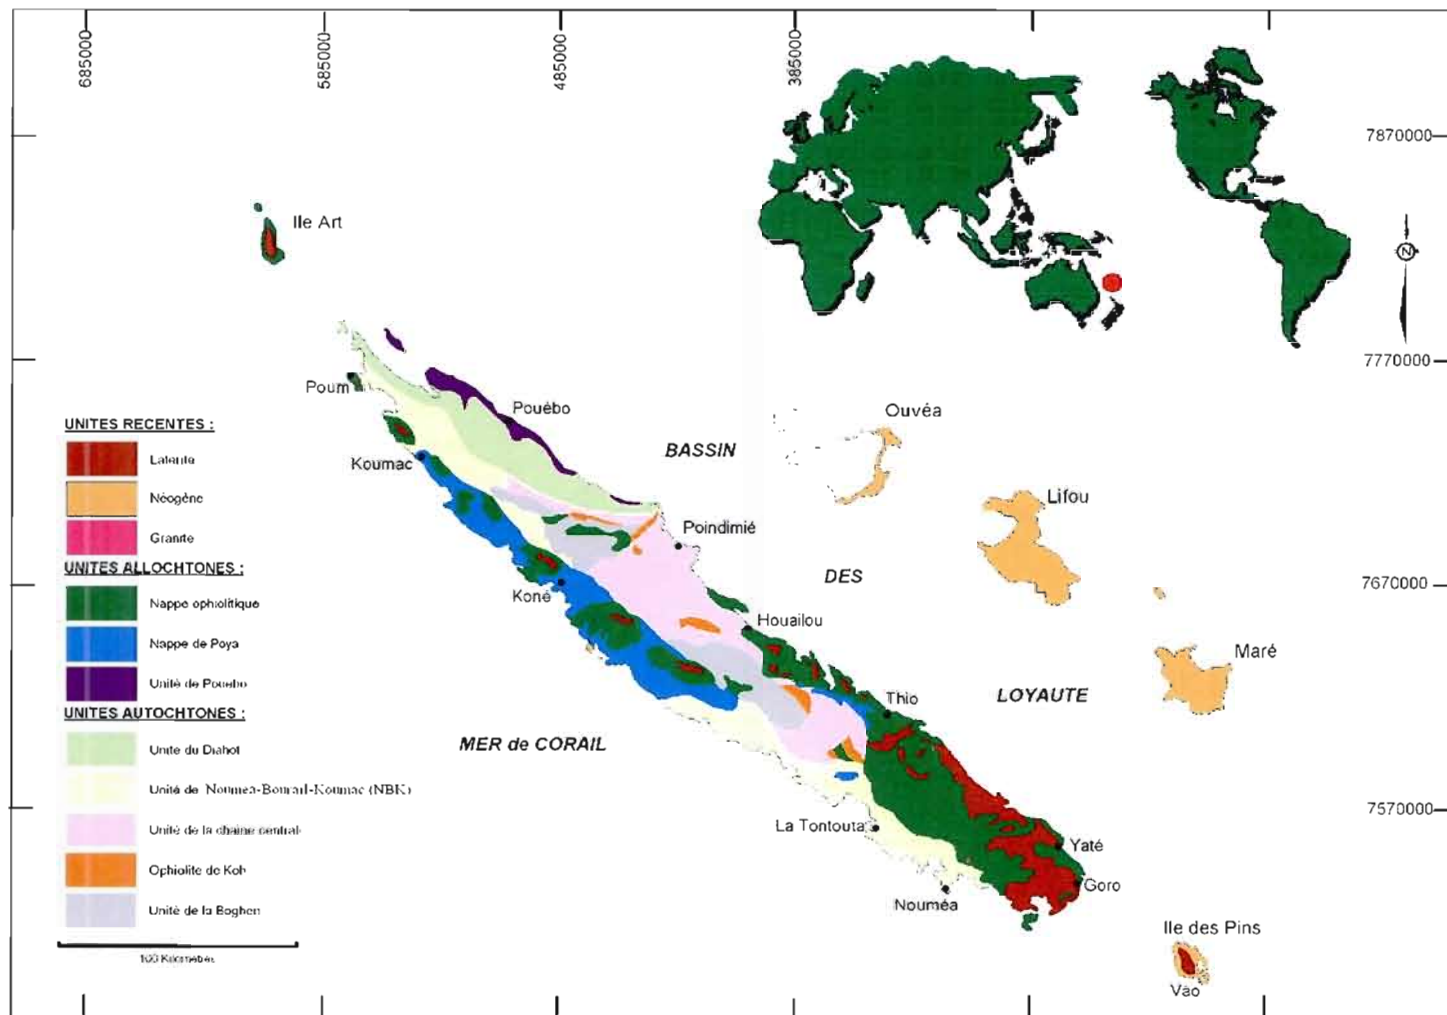 685000
585000
485000
385000
7870000
7770000
7670000
7570000
N
Ile Art
Poum
Pouébo
Koumac
Ouvéa
BASSIN
Lifou
Poindimié
DES
Koné
Houailou
Maré
LOYAUTE
Thio
MER de CORAIL
La Tontouta
Yaté
Goro
Nouméa
Ile des Pins
Vao
UNITES RECENTES :
Latérite
Néogène
Granite
UNITES ALLOCHTONES :
Nappe ophiolitique
Nappe de Poya
Unité de Pouebo
UNITES AUTOCHTONES :
Unité du Diahot
Unité de Nouméa-Bourail-Koumac (NBK)
Unité de la chaine central
Ophiolite de Koh
Unité de la Boghen
100 Kilomètres